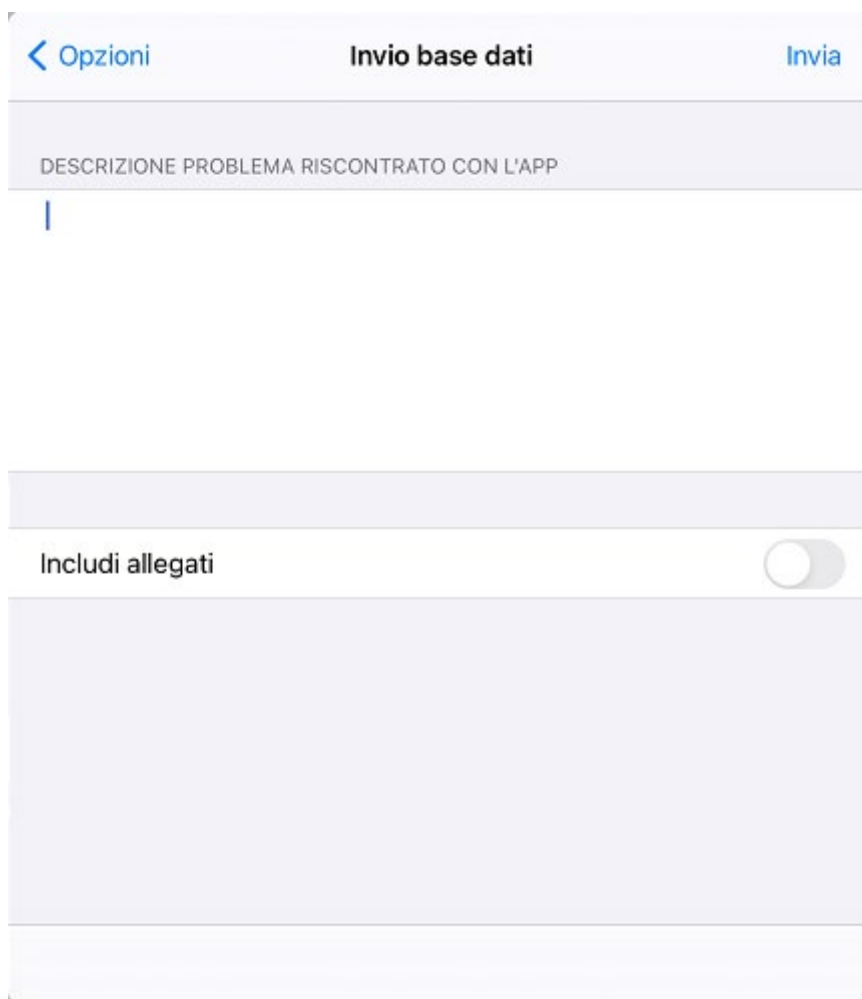 Opzioni Invio base dati Invia
DESCRIZIONE PROBLEMA RISCONTRATO CON L'APP
Includi allegati